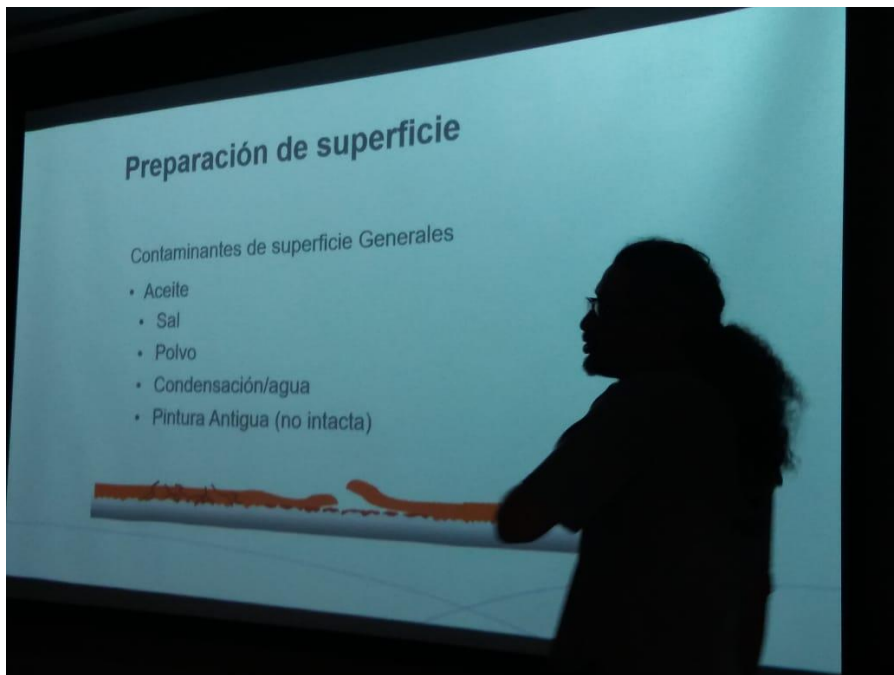 Preparación de superficie
Contaminantes de superficie Generales
• Aceite
• Sal
• Polvo
• Condensación/agua
• Pintura Antigua (no intacta)